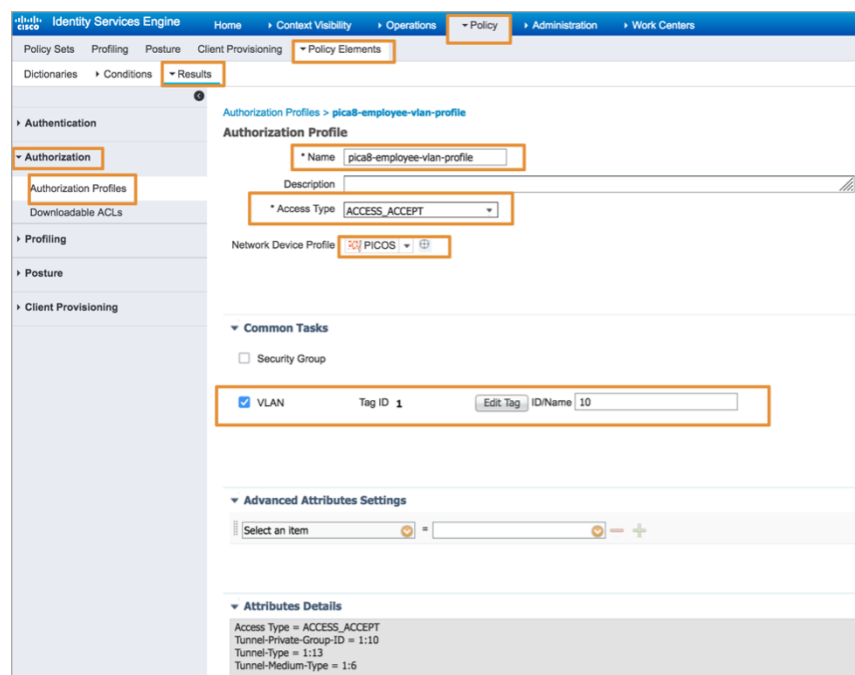 cisco Identity Services Engine Home Context Visibility Operations Policy Administration Work Centers
Policy Sets Profiling Posture Client Provisioning Policy Elements
Dictionaries Conditions Results
Authentication
Authorization
Authorization Profiles
Downloadable ACLs
Profiling
Posture
Client Provisioning
Authorization Profiles > pica8-employee-vlan-profile
Authorization Profile
* Name pica8-employee-vlan-profile
Description
* Access Type ACCESS_ACCEPT
Network Device Profile PICOS
Common Tasks
Security Group
VLAN Tag ID 1 Edit Tag ID/Name 10
Advanced Attributes Settings
Select an item =
Attributes Details
Access Type = ACCESS_ACCEPT
Tunnel-Private-Group-ID = 1:10
Tunnel-Type = 1:13
Tunnel-Medium-Type = 1:6